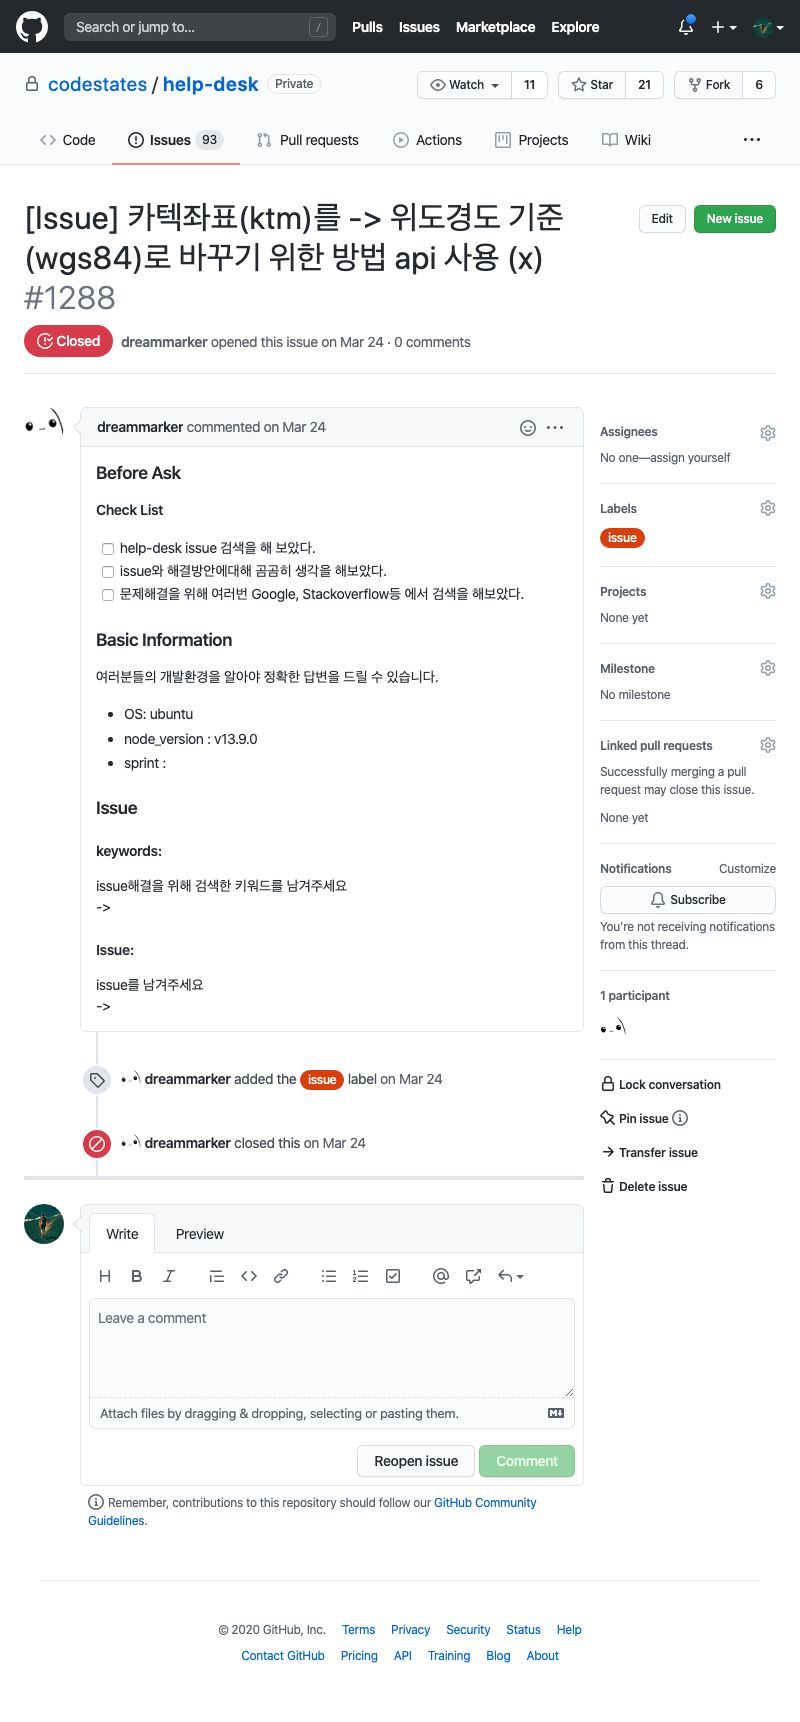 Search or jump to... /
Pulls Issues Marketplace Explore
codestates / help-desk Private
Watch 11 Star 21 Fork 6
Code Issues 93 Pull requests Actions Projects Wiki ...
[Issue] 카텍좌표(ktm)를 -> 위도경도 기준
(wgs84)로 바꾸기 위한 방법 api 사용 (x)
#1288
Edit New issue
Closed dreammarker opened this issue on Mar 24 · 0 comments
dreammarker commented on Mar 24
Before Ask
Check List
help-desk issue 검색을 해 보았다.
issue와 해결방안에대해 곰곰히 생각을 해보았다.
문제해결을 위해 여러번 Google, Stackoverflow등 에서 검색을 해보았다.
Basic Information
여러분들의 개발환경을 알아야 정확한 답변을 드릴 수 있습니다.
• OS: ubuntu
• node_version : v13.9.0
• sprint :
Issue
keywords:
issue해결을 위해 검색한 키워드를 남겨주세요
->
Issue:
issue를 남겨주세요
->
dreammarker added the issue label on Mar 24
dreammarker closed this on Mar 24
Assignees
No one—assign yourself
Labels
issue
Projects
None yet
Milestone
No milestone
Linked pull requests
Successfully merging a pull
request may close this issue.
None yet
Notifications Customize
Subscribe
You're not receiving notifications
from this thread.
1 participant
Lock conversation
Pin issue
Transfer issue
Delete issue
Write Preview
H B I
Leave a comment
Attach files by dragging & dropping, selecting or pasting them.
Reopen issue Comment
Remember, contributions to this repository should follow our GitHub Community
Guidelines.
© 2020 GitHub, Inc. Terms Privacy Security Status Help
Contact GitHub Pricing API Training Blog About